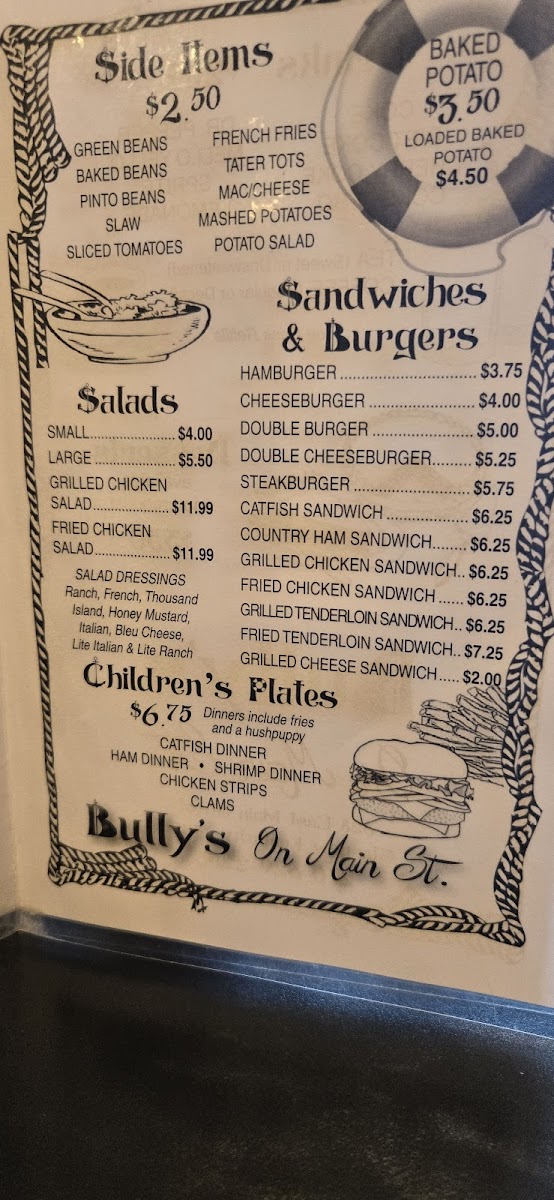 Side Items
$2.50
GREEN BEANS
BAKED BEANS
PINTO BEANS
SLAW
SLICED TOMATOES
FRENCH FRIES
TATER TOTS
MAC/CHEESE
MASHED POTATOES
POTATO SALAD
BAKED
POTATO
$3.50
LOADED BAKED
POTATO
$4.50
Salads
SMALL.................... $4.00
LARGE .................... $5.50
GRILLED CHICKEN
SALAD.................. $11.99
FRIED CHICKEN
SALAD.................. $11.99
SALAD DRESSINGS
Ranch, French, Thousand
Island, Honey Mustard,
Italian, Bleu Cheese,
Lite Italian & Lite Ranch
Sandwiches
& Burgers
HAMBURGER ................................ $3.75
CHEESEBURGER ......................... $4.00
DOUBLE BURGER ........................ $5.00
DOUBLE CHEESEBURGER......... $5.25
STEAKBURGER ........................... $5.75
CATFISH SANDWICH ................... $6.25
COUNTRY HAM SANDWICH........ $6.25
GRILLED CHICKEN SANDWICH.. $6.25
FRIED CHICKEN SANDWICH ...... $6.25
GRILLED TENDERLOIN SANDWICH.. $6.25
FRIED TENDERLOIN SANDWICH.. $7.25
GRILLED CHEESE SANDWICH ..... $2.00
Children's Plates
$6.75 Dinners include fries
and a hushpuppy
CATFISH DINNER
HAM DINNER • SHRIMP DINNER
CHICKEN STRIPS
CLAMS
Bully's On Main St.